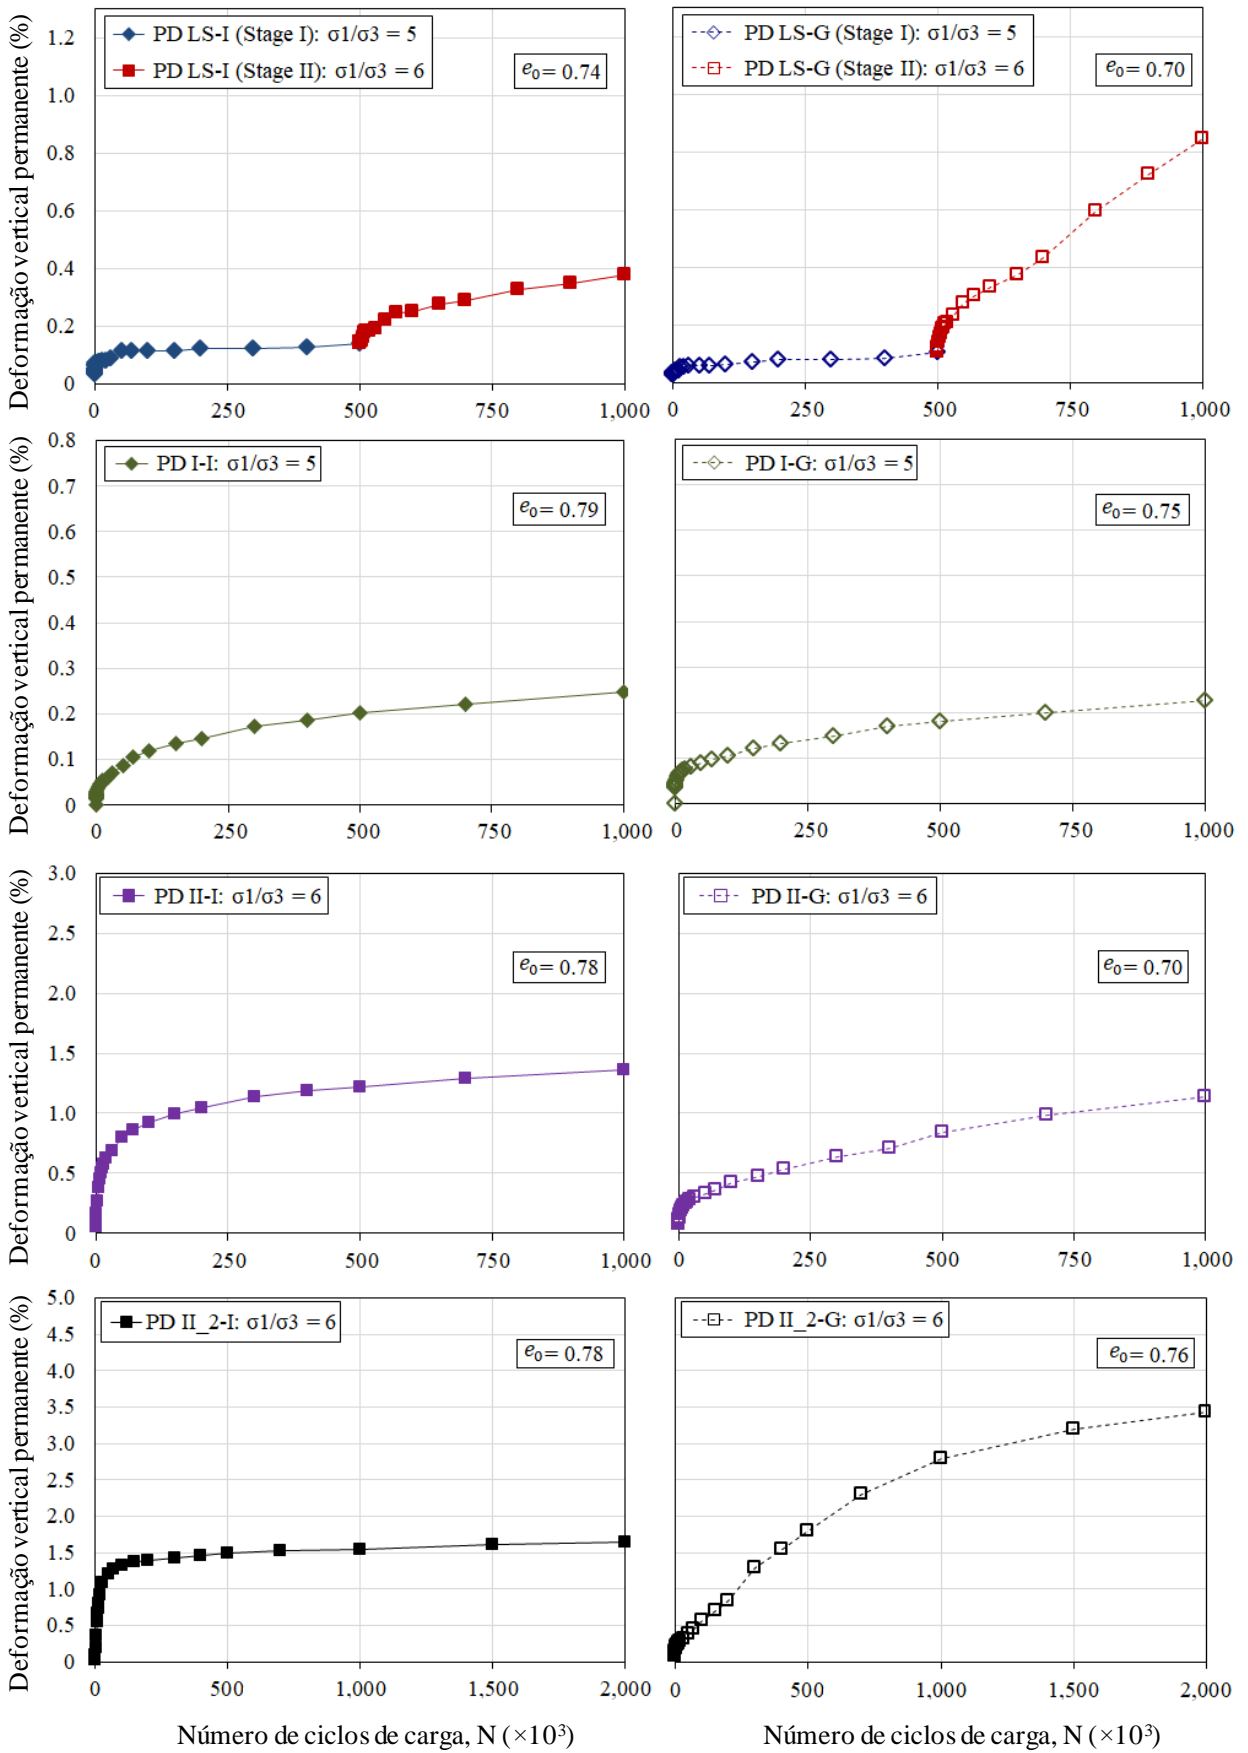 PD LS-I (Stage I): σ1/σ3 = 5
PD LS-I (Stage II): σ1/σ3 = 6
e0= 0.74
PD LS-G (Stage I): σ1/σ3 = 5
PD LS-G (Stage II): σ1/σ3 = 6
e0= 0.70
Deformação vertical permanente (%)
1.2
1.0
0.8
0.6
0.4
0.2
0
0 250 500 750 1,000
0 250 500 750 1,000
PD I-I: σ1/σ3 = 5
e0= 0.79
PD I-G: σ1/σ3 = 5
e0= 0.75
Deformação vertical permanente (%)
0.8
0.7
0.6
0.5
0.4
0.3
0.2
0.1
0
0 250 500 750 1,000
0 250 500 750 1,000
PD II-I: σ1/σ3 = 6
e0= 0.78
PD II-G: σ1/σ3 = 6
e0= 0.70
Deformação vertical permanente (%)
3.0
2.5
2.0
1.5
1.0
0.5
0
0 250 500 750 1,000
0 250 500 750 1,000
PD II_2-I: σ1/σ3 = 6
e0= 0.78
PD II_2-G: σ1/σ3 = 6
e0= 0.76
Deformação vertical permanente (%)
5.0
4.5
4.0
3.5
3.0
2.5
2.0
1.5
1.0
0.5
0
0 500 1,000 1,500 2,000
0 500 1,000 1,500 2,000
Número de ciclos de carga, N (×10³)
Número de ciclos de carga, N (×10³)